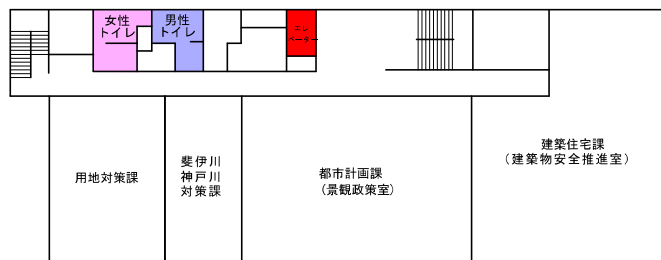 女性
トイレ
男性
トイレ
エレ
ベーター
用地対策課
斐伊川
神戸川
対策課
都市計画課
(景観政策室)
建築住宅課
(建築物安全推進室)